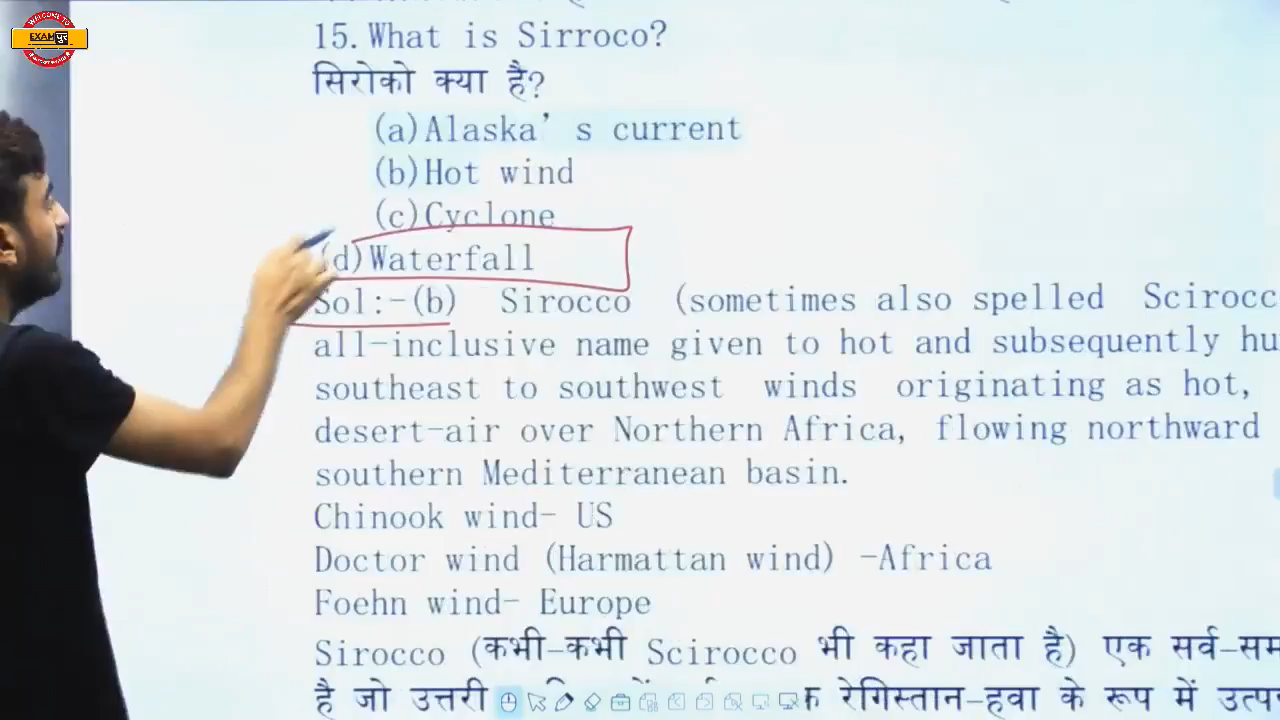 WELCOME TO
EXAM पुर
15.What is Sirroco?
सिरोको क्या है?
(a)Alaska's current
(b)Hot wind
(c)Cyclone
(d)Waterfall
Sol:-(b) Sirocco (sometimes also spelled Scirocc
all-inclusive name given to hot and subsequently hu
southeast to southwest winds originating as hot,
desert-air over Northern Africa, flowing northward
southern Mediterranean basin.
Chinook wind- US
Doctor wind (Harmattan wind) -Africa
Foehn wind- Europe
Sirocco (कभी-कभी Scirocco भी कहा जाता है) एक सर्व-सम
है जो उत्तरी रेगिस्तान-हवा के रूप में उत्प